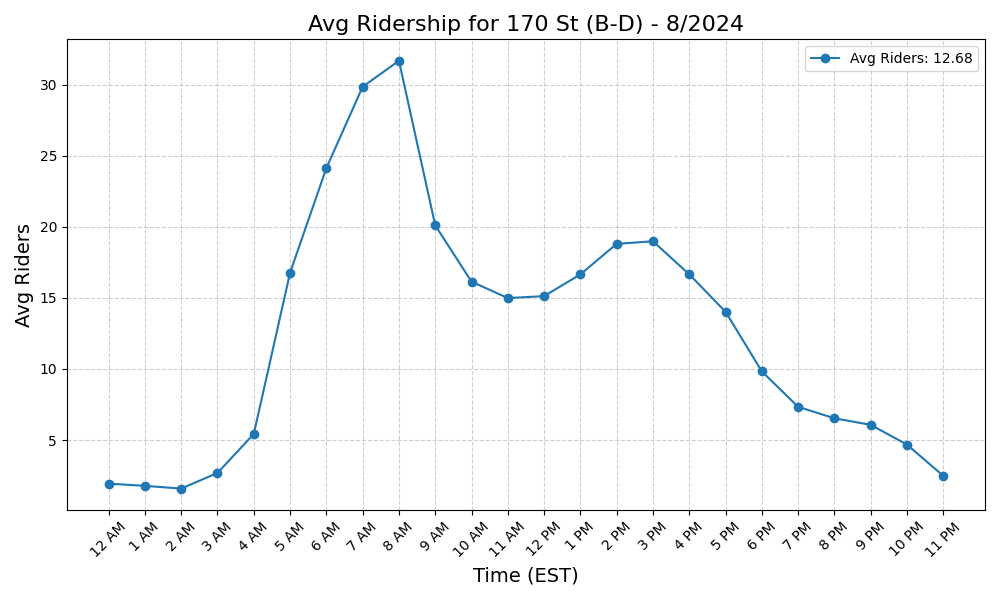 Avg Ridership for 170 St (B-D) - 8/2024
Avg Riders: 12.68
Avg Riders
30
25
20
15
10
5
12 AM
1 AM
2 AM
3 AM
4 AM
5 AM
6 AM
7 AM
8 AM
9 AM
10 AM
11 AM
12 PM
1 PM
2 PM
3 PM
4 PM
5 PM
6 PM
7 PM
8 PM
9 PM
10 PM
11 PM
Time (EST)